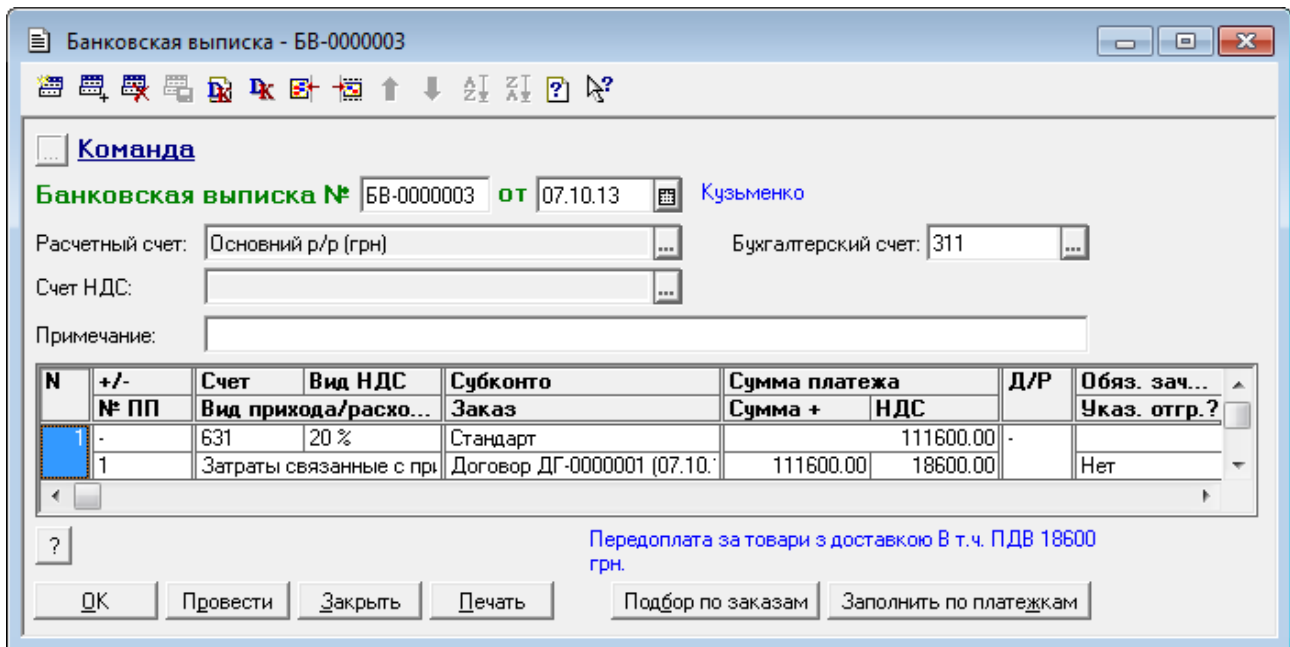 Банковская выписка - БВ-0000003
... Команда
Банковская выписка № БВ-0000003 от 07.10.13 Кузьменко
Расчетный счет: Основний р/р (грн) ... Бухгалтерский счет: 311 ...
Счет НДС: ...
Примечание:
N +/- Счет Вид НДС Субконто Сумма платежа Д/Р Обяз. зач...
№ ПП Вид прихода/расхо... Заказ Сумма + НДС Указ. отгр.?
1 - 631 20 % Стандарт 111600.00 -
1 Затраты связанные с при Договор ДГ-0000001 (07.10. 111600.00 18600.00 Нет
? Передоплата за товари з доставкою В т.ч. ПДВ 18600
грн.
OK Провести Закрыть Печать Подбор по заказам Заполнить по платежкам